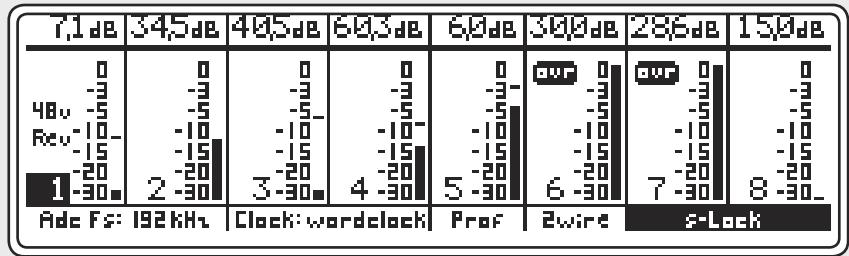 7,1dB 34,5dB 40,5dB 60,3dB 6,0dB 30,0dB 28,6dB 15,0dB
0 0 0 0 0 ovr 0 ovr 0 0
-3 -3 -3 -3 -3 -3 -3 -3
48v -5 -5 -5 -5 -5 -5 -5 -5
Rev -10 -10 -10 -10 -10 -10 -10 -10
-15 -15 -15 -15 -15 -15 -15 -15
-20 -20 -20 -20 -20 -20 -20 -20
1 -30 2 -30 3 -30 4 -30 5 -30 6 -30 7 -30 8 -30
Adc Fs: 192kHz Clock: wordclock Prof 2wire s-Lock